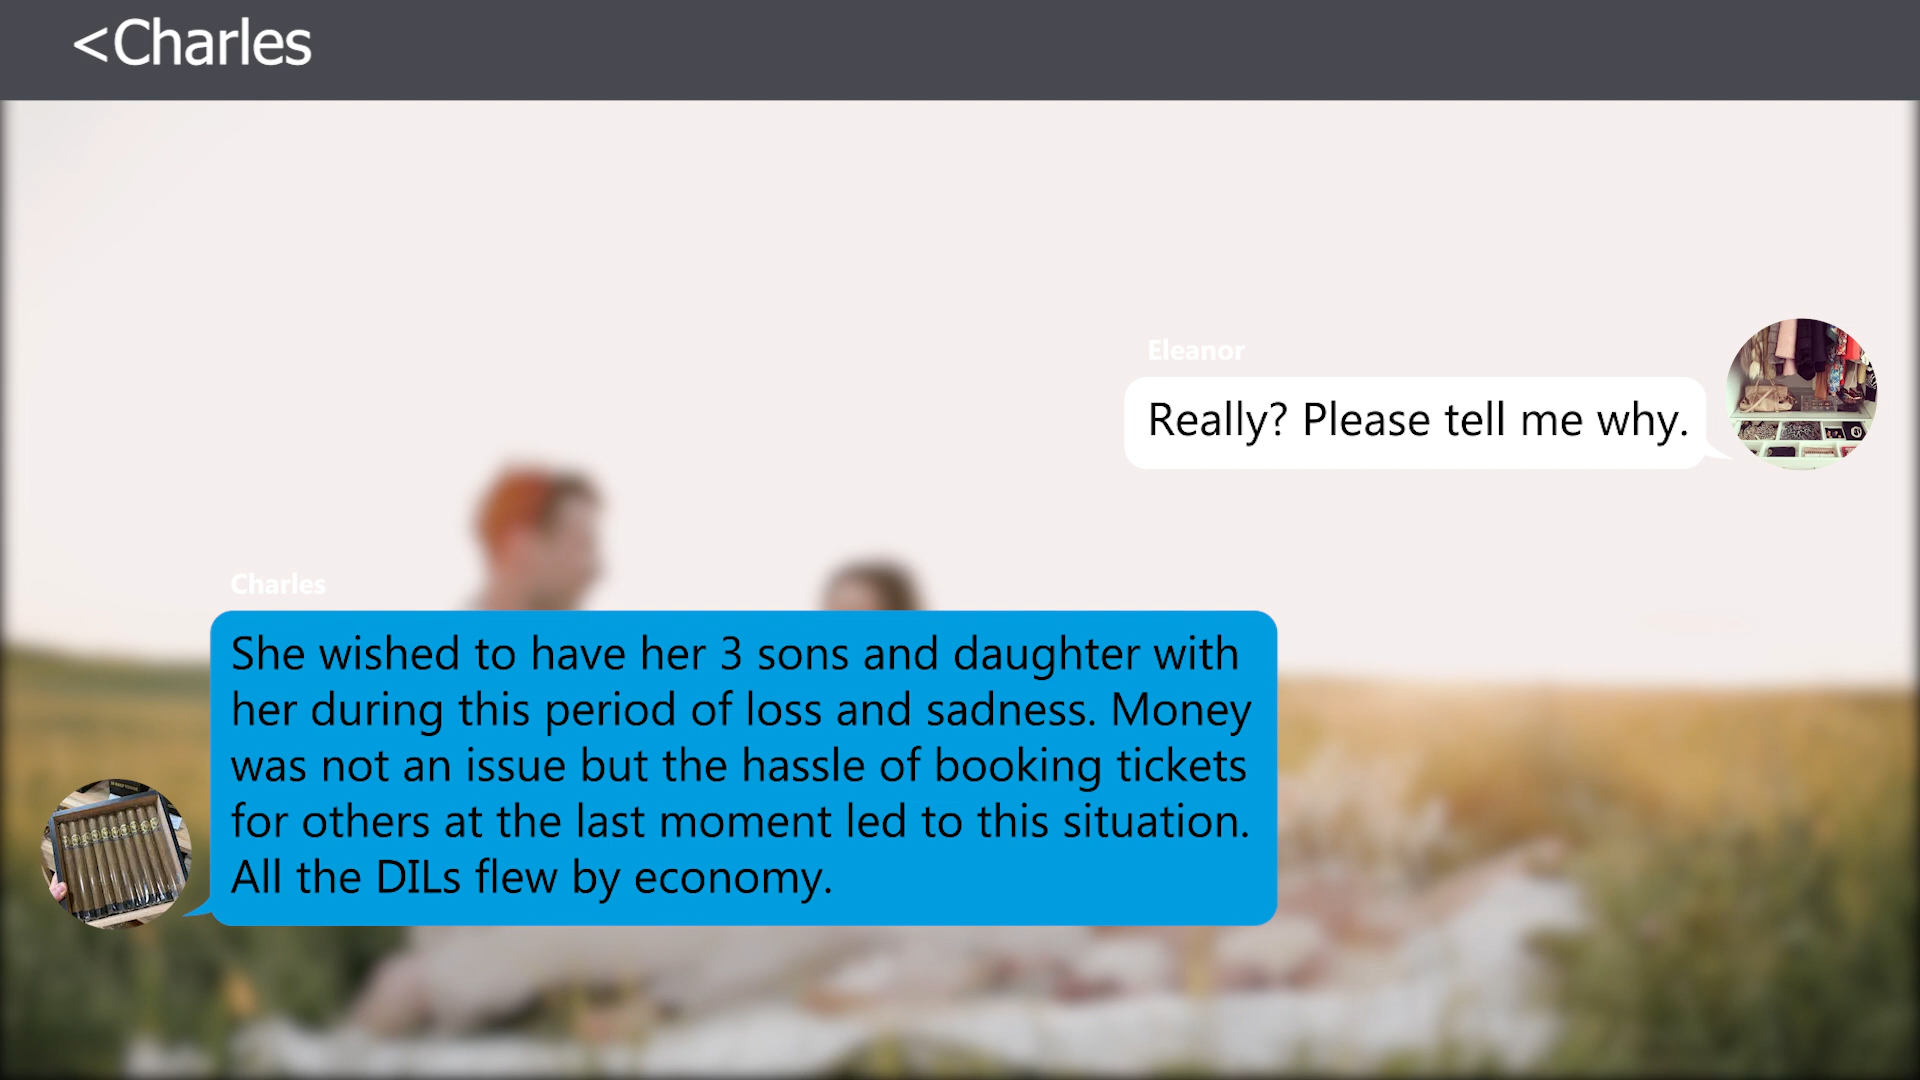 <Charles
Eleanor
Really? Please tell me why.
Charles
She wished to have her 3 sons and daughter with
her during this period of loss and sadness. Money
was not an issue but the hassle of booking tickets
for others at the last moment led to this situation.
All the DILs flew by economy.